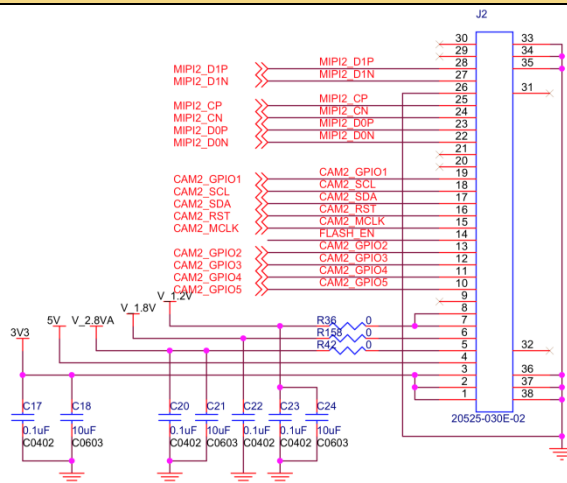 J2
30 33
29 34
MIPI2_D1P MIPI2_D1P 28 35
MIPI2_D1N MIPI2_D1N 27
26 31
MIPI2_CP MIPI2_CP 25
MIPI2_CN MIPI2_CN 24
MIPI2_D0P MIPI2_D0P 23
MIPI2_D0N MIPI2_D0N 22
21
20
CAM2_GPIO1 CAM2_GPIO1 19
CAM2_SCL CAM2_SCL 18
CAM2_SDA CAM2_SDA 17
CAM2_RST CAM2_RST 16
CAM2_MCLK CAM2_MCLK 15
FLASH_EN 14
CAM2_GPIO2 CAM2_GPIO2 13
CAM2_GPIO3 CAM2_GPIO3 12
CAM2_GPIO4 CAM2_GPIO4 11
CAM2_GPIO5 CAM2_GPIO5 10
V_1.2V 9
V_1.8V 8
5V V_2.8VA R36 0 7
3V3 R158 0 6
R42 0 5 32
4
3 36
2 37
1 38
C17 C18 C20 C21 C22 C23 C24
0.1uF 10uF 0.1uF 10uF 0.1uF 0.1uF 10uF
C0402 C0603 C0402 C0603 C0402 C0402 C0603
20525-030E-02